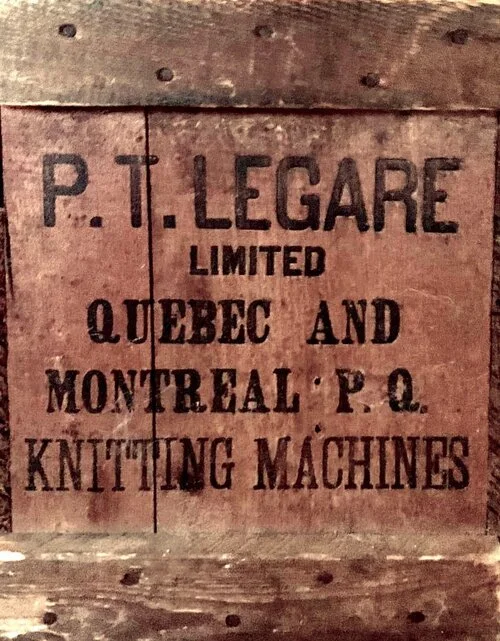 P.T. LEGARE
LIMITED
QUEBEC AND
MONTREAL P.Q.
KNITTING MACHINES